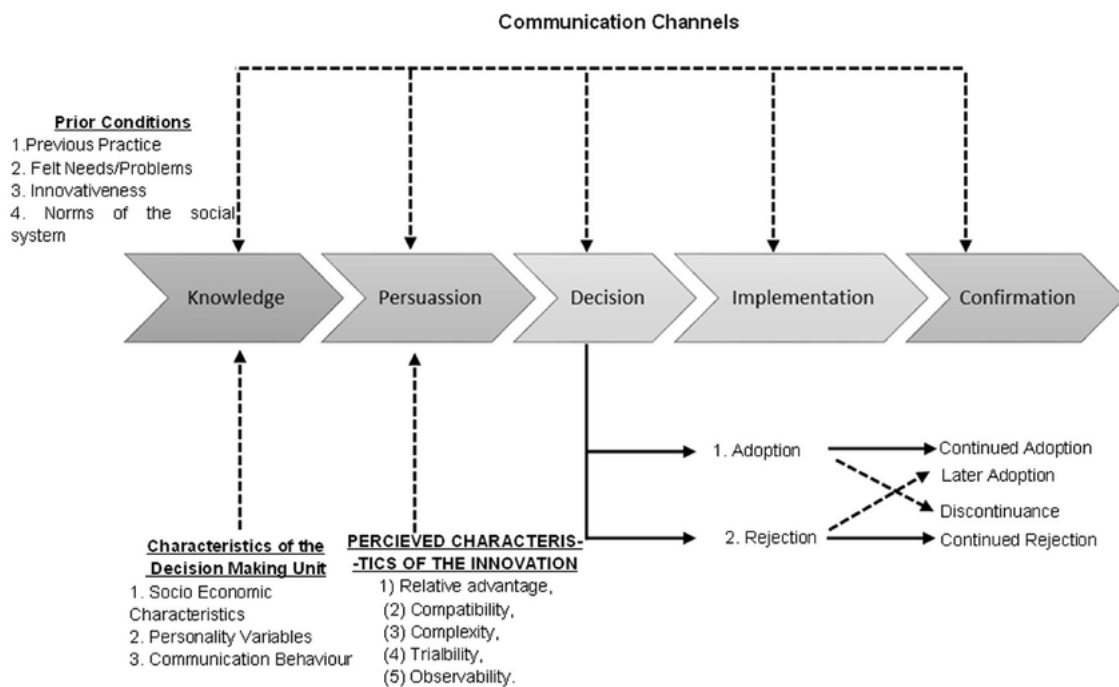 Communication Channels
Prior Conditions
1.Previous Practice
2. Felt Needs/Problems
3. Innovativeness
4. Norms of the social
system
Knowledge
Persuassion
Decision
Implementation
Confirmation
1. Adoption
Continued Adoption
Later Adoption
Discontinuance
2. Rejection
Continued Rejection
Characteristics of the
Decision Making Unit
1. Socio Economic
Characteristics
2. Personality Variables
3. Communication Behaviour
PERCIEVED CHARACTERIS-
-TICS OF THE INNOVATION
1) Relative advantage,
(2) Compatibility,
(3) Complexity,
(4) Trialbility,
(5) Observability.